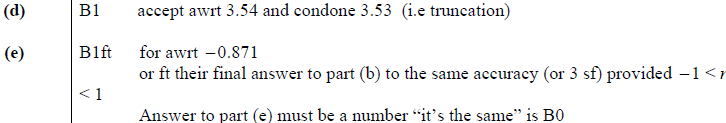 (d) B1 accept awrt 3.54 and condone 3.53 (i.e truncation)
(e) B1ft for awrt −0.871
or ft their final answer to part (b) to the same accuracy (or 3 sf) provided −1 < r
< 1
Answer to part (e) must be a number “it’s the same” is B0